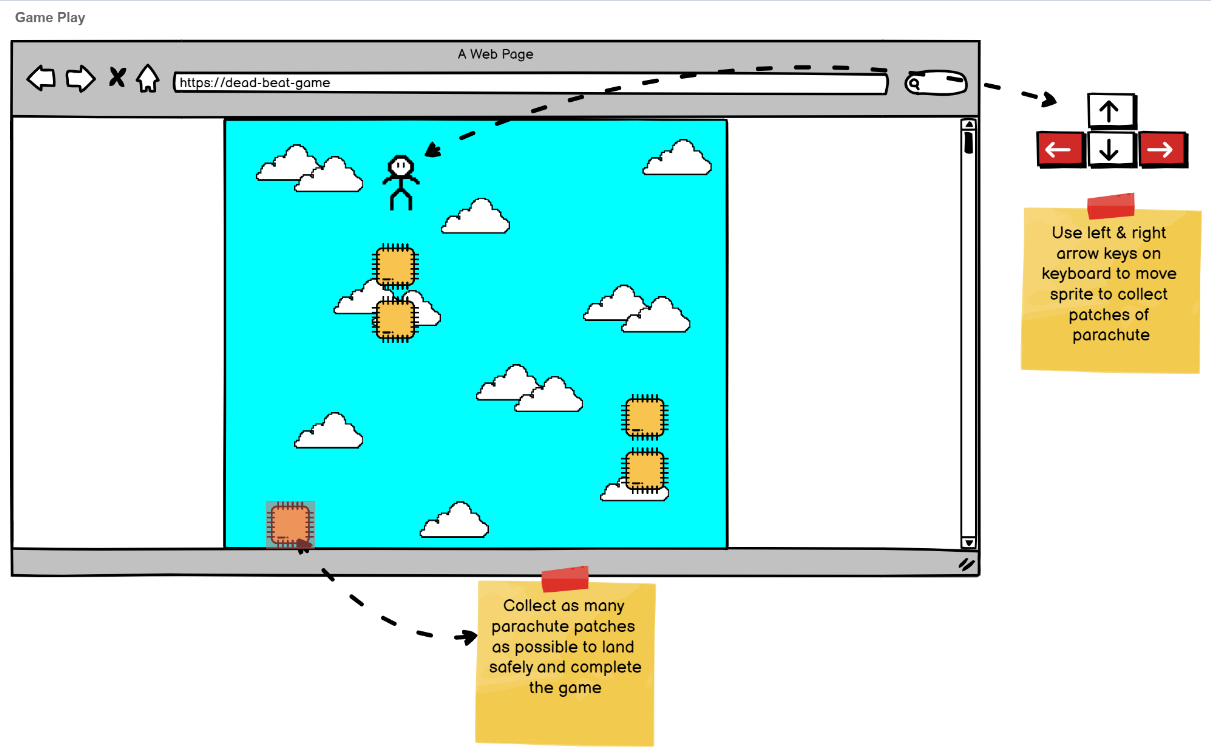 Game Play
A Web Page
https://dead-beat-game
Use left & right
arrow keys on
keyboard to move
sprite to collect
patches of
parachute
Collect as many
parachute patches
as possible to land
safely and complete
the game